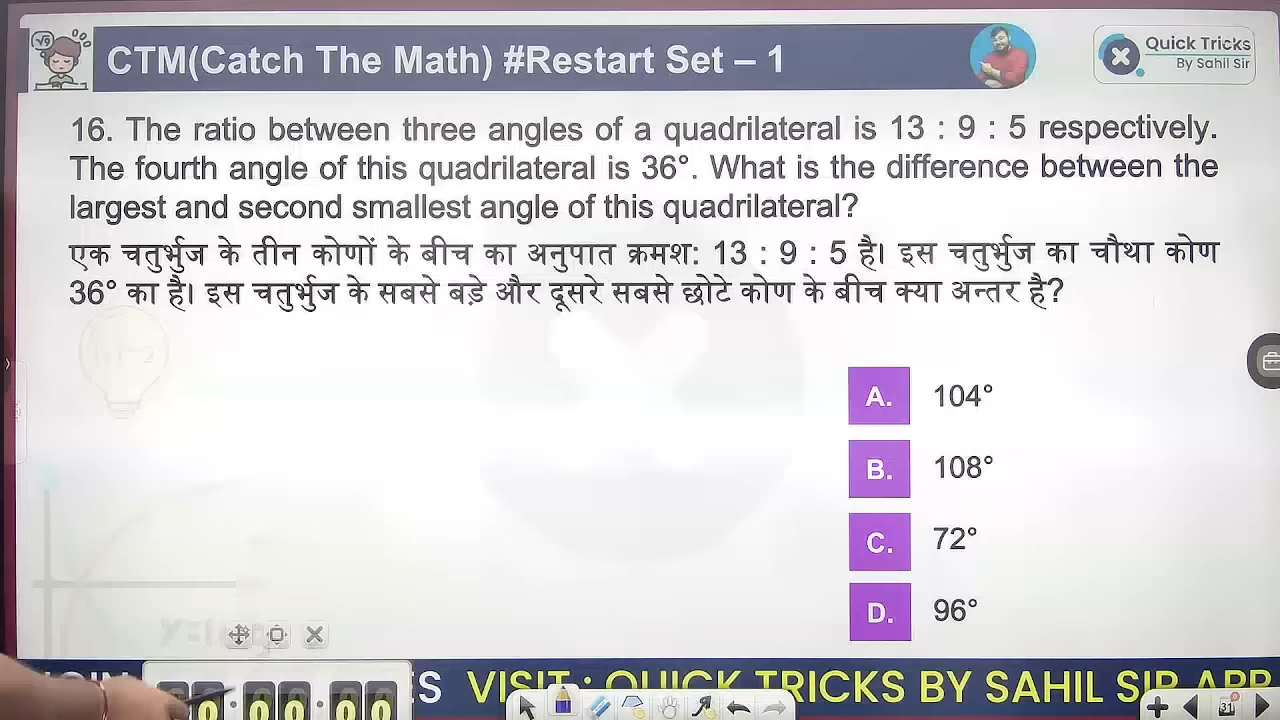 CTM(Catch The Math) #Restart Set – 1
Quick Tricks
By Sahil Sir
16. The ratio between three angles of a quadrilateral is 13 : 9 : 5 respectively.
The fourth angle of this quadrilateral is 36°. What is the difference between the
largest and second smallest angle of this quadrilateral?
एक चतुर्भुज के तीन कोणों के बीच का अनुपात क्रमश: 13 : 9 : 5 है। इस चतुर्भुज का चौथा कोण
36° का है। इस चतुर्भुज के सबसे बड़े और दूसरे सबसे छोटे कोण के बीच क्या अन्तर है?
A. 104°
B. 108°
C. 72°
D. 96°
VISIT : QUICK TRICKS BY SAHIL SIR APP
31